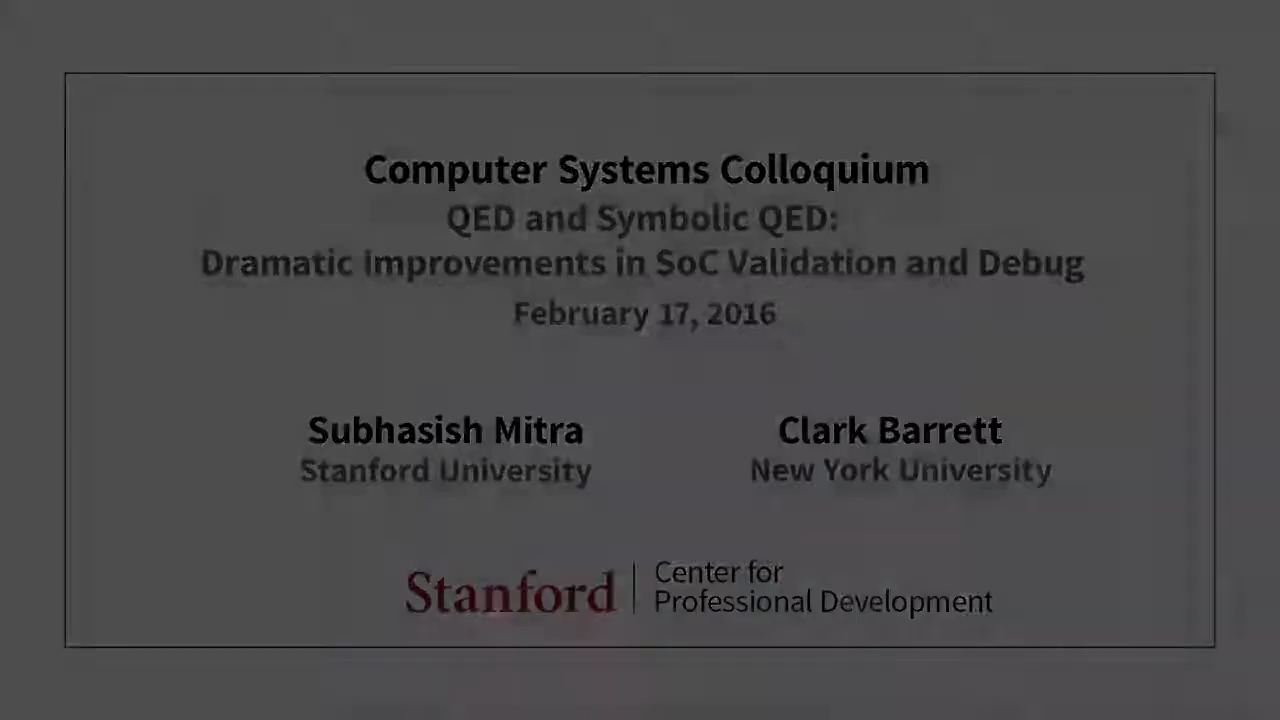 Computer Systems Colloquium
QED and Symbolic QED:
Dramatic Improvements in SoC Validation and Debug
February 17, 2016
Subhasish Mitra
Stanford University
Clark Barrett
New York University
Stanford
Center for
Professional Development